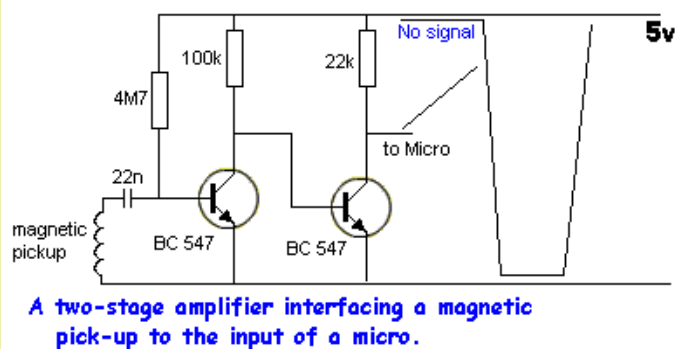 No signal
5v
100k
22k
4M7
to Micro
22n
magnetic
pickup
BC 547
BC 547
A two-stage amplifier interfacing a magnetic
pick-up to the input of a micro.